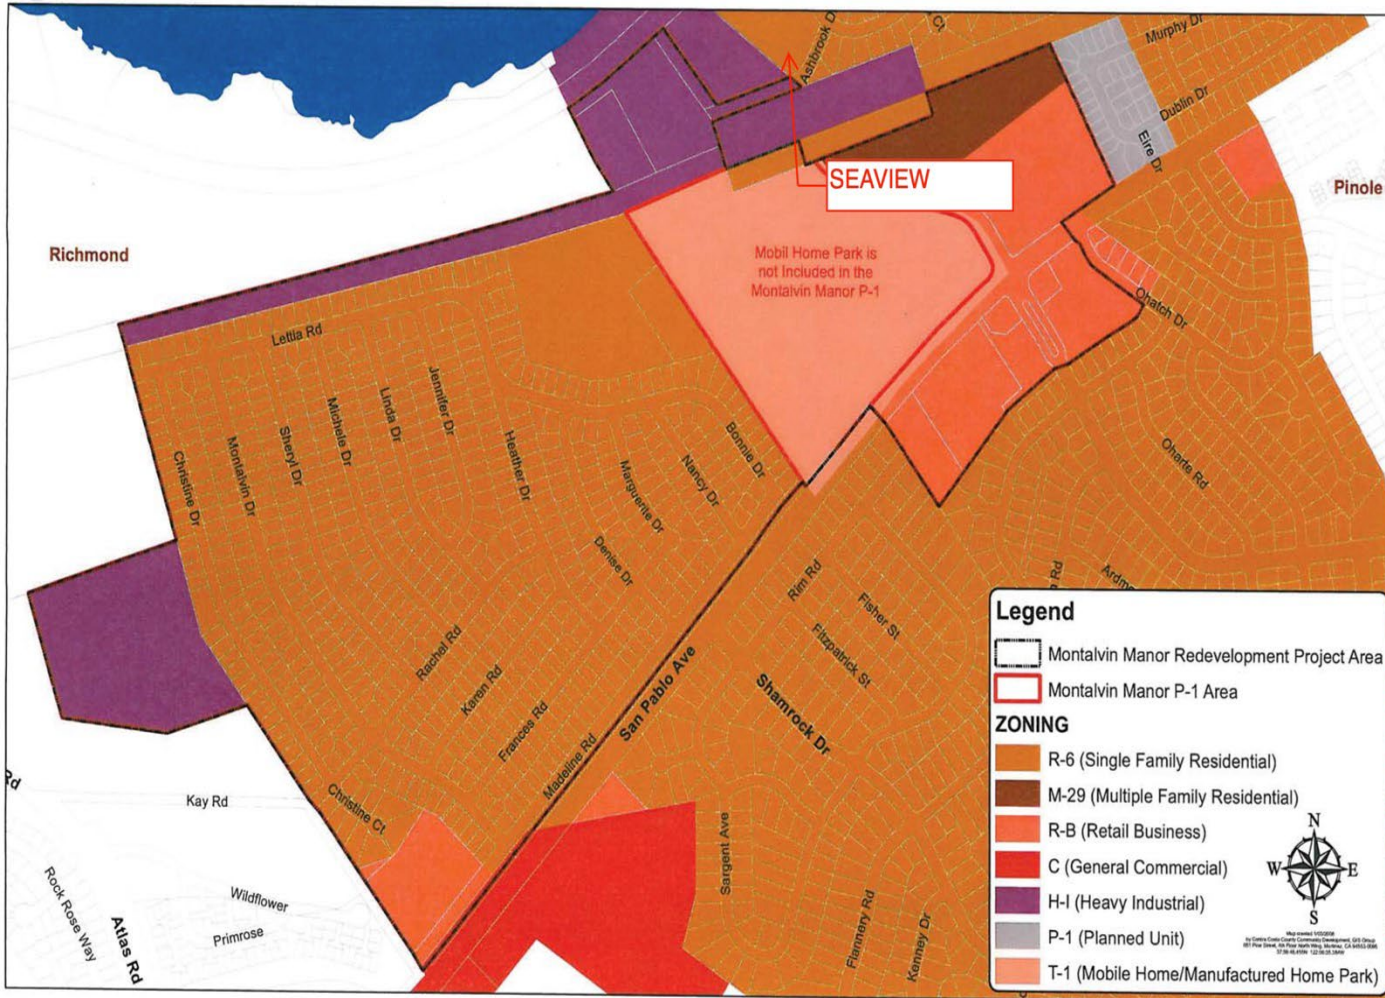 Ashbrook D
Ct
Murphy Dr
Dublin Dr
Eire Dr
SEAVIEW
Pinole
Richmond
Mobil Home Park is
not Included in the
Montalvin Manor P-1
Ohatch Dr
Lettia Rd
Jennifer Dr
Linda Dr
Michele Dr
Sheryl Dr
Montalvin Dr
Christine Dr
Heather Dr
Marguerite Dr
Nancy Dr
Bonnie Dr
Denise Dr
Oharte Rd
Rim Rd
Fisher St
Fitzpatrick St
Rd
Ardm
Rachel Rd
Karen Rd
Frances Rd
Madeline Rd
San Pablo Ave
Shamrock Dr
Rd
Kay Rd
Christine Ct
Sargent Ave
Rock Rose Way
Wildflower
Primrose
Atlas Rd
Flannery Rd
Kenney Dr
Legend
Montalvin Manor Redevelopment Project Area
Montalvin Manor P-1 Area
ZONING
R-6 (Single Family Residential)
M-29 (Multiple Family Residential)
R-B (Retail Business)
C (General Commercial)
H-I (Heavy Industrial)
P-1 (Planned Unit)
T-1 (Mobile Home/Manufactured Home Park)
N
W E
S